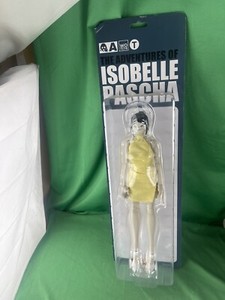 A
T
THE ADVENTURES OF
ISOBELLE
PASCHA